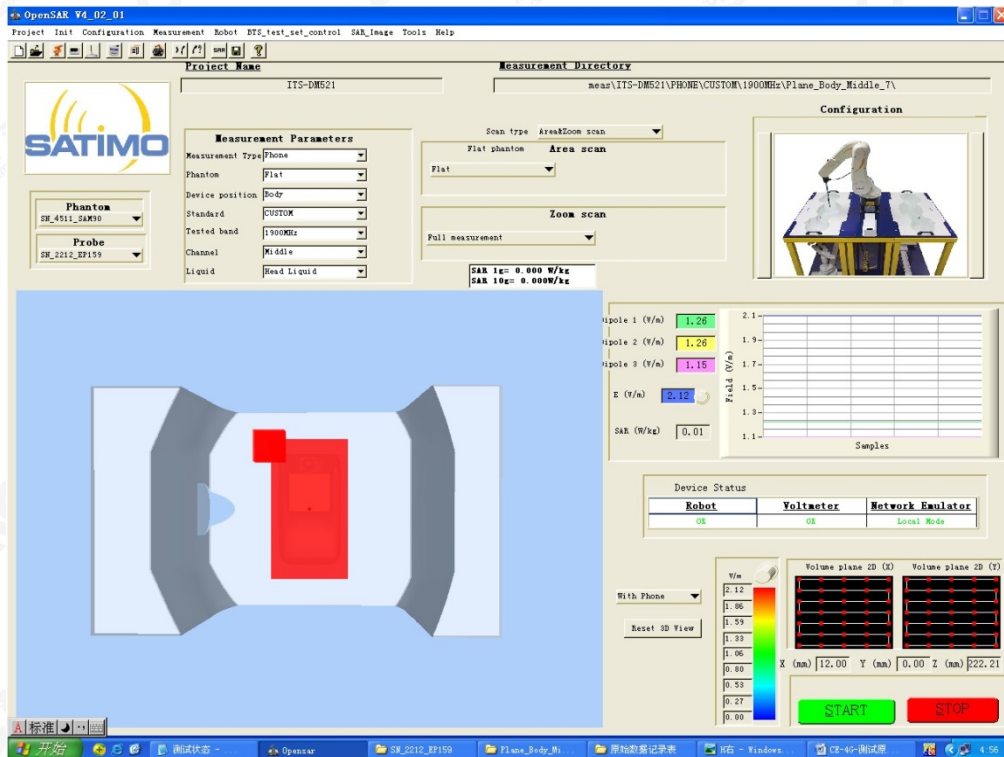 OpenSAR V4_02_01
Project Init Configuration Measurement Robot BTS_test_set_control SAR_Image Tools Help
Project Name
ITS-DM521
Measurement Directory
meas\ITS-DM521\PHONE\CUSTOM\1900MHz\Plane_Body_Middle_7\
SATIMO
Phantom
SN_4511_SAM90
Probe
SN_2212_EP159
Measurement Parameters
Measurement Type Phone
Phantom Flat
Device position Body
Standard CUSTOM
Tested band 1900MHz
Channel Middle
Liquid Head Liquid
Scan type Area&Zoom scan
Flat phantom Area scan
Flat
Zoom scan
Full measurement
SAR 1g= 0.000 W/kg
SAR 10g= 0.000W/kg
Configuration
ipole 1 (V/m) 1.26
ipole 2 (V/m) 1.26
ipole 3 (V/m) 1.15
E (V/m) 2.12
SAR (W/kg) 0.01
Field (V/m)
2.1
1.9
1.7
1.5
1.3
1.1
Samples
Device Status
Robot Voltmeter Network Emulator
OK OK Local Mode
With Phone
Reset 3D View
V/m
2.12
1.86
1.59
1.33
1.06
0.80
0.53
0.27
0.00
Volume plane 2D (X) Volume plane 2D (Y)
X (mm) 12.00 Y (mm) 0.00 Z (mm) 222.21
START STOP
A 标准
开始 测试状态 - ... Opensar SN_2212_EP159 Plane_Body_Mi... 原始数据记录表 H右 - Windows... CE-4G-测试原... 4:56